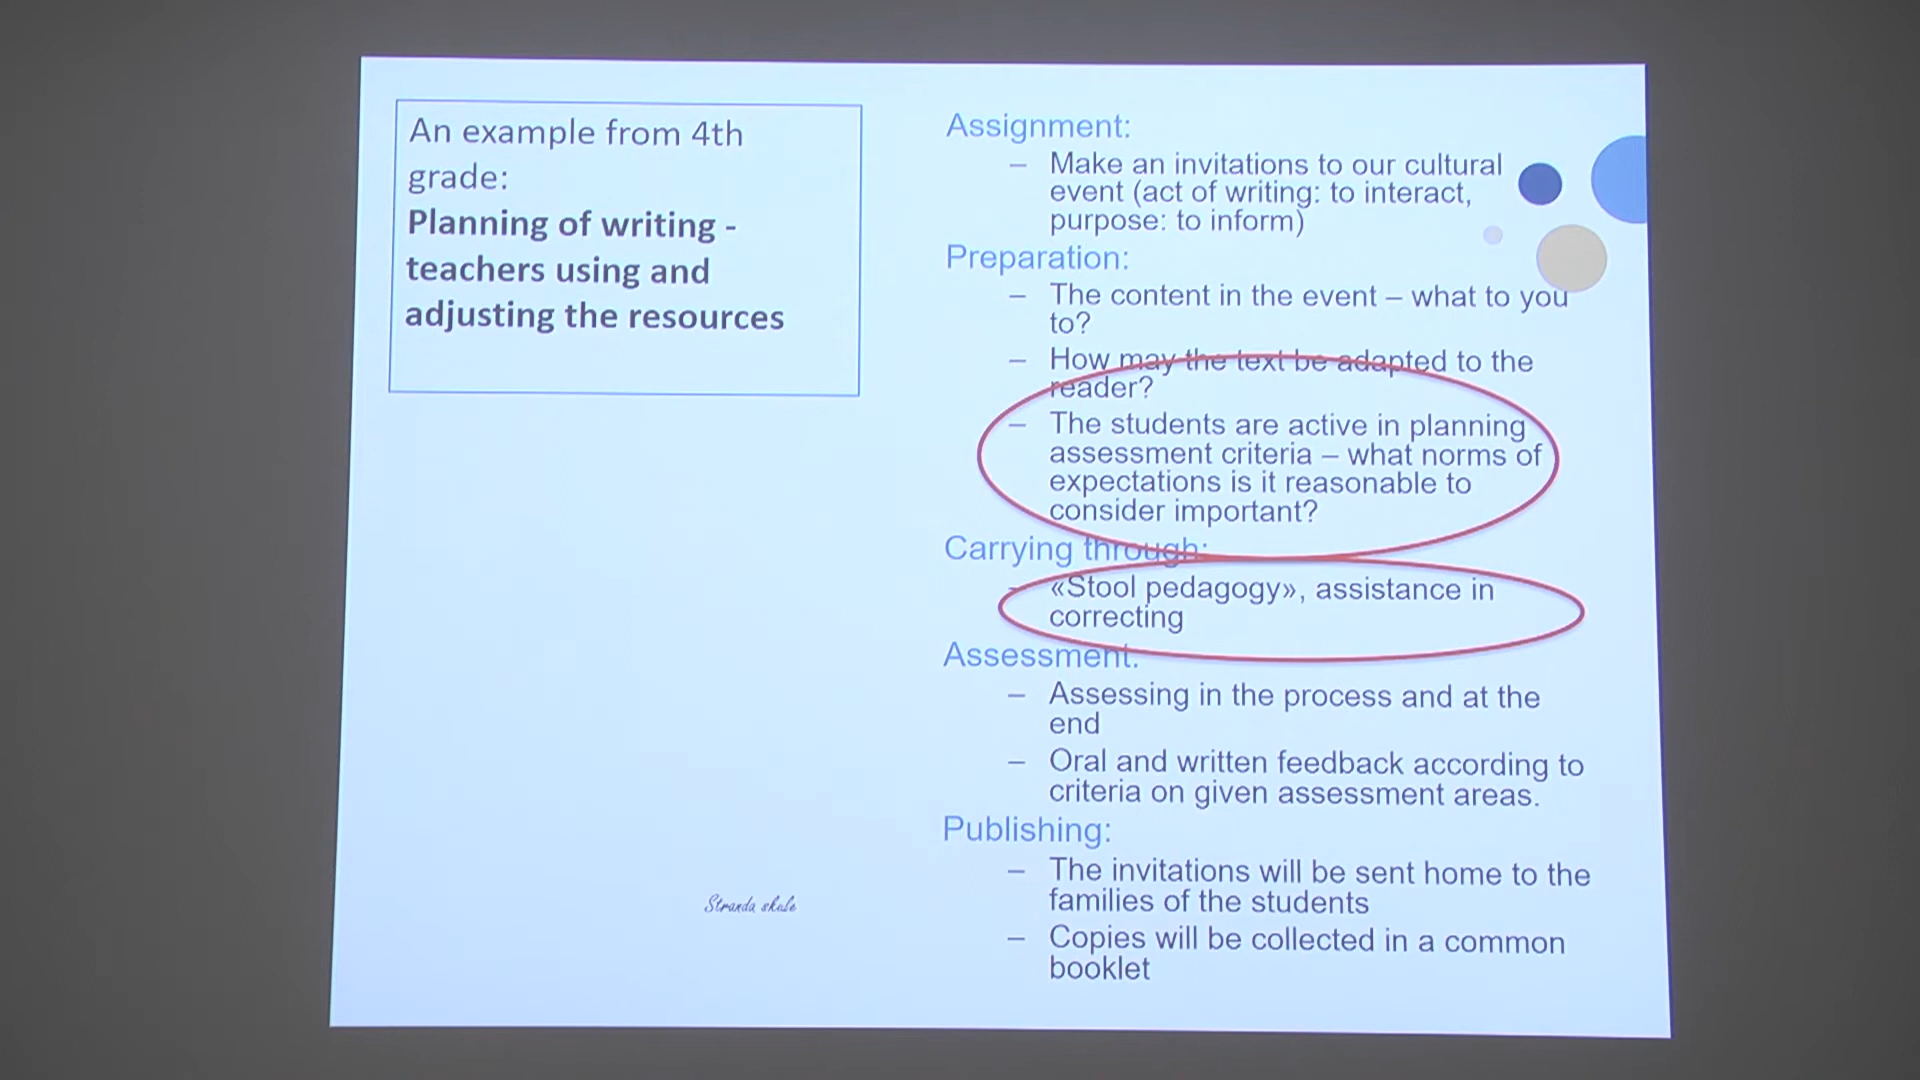 An example from 4th
grade:
Planning of writing -
teachers using and
adjusting the resources
Stranda skule
Assignment:
– Make an invitations to our cultural
event (act of writing: to interact,
purpose: to inform)
Preparation:
– The content in the event – what to you
to?
– How may the text be adapted to the
reader?
– The students are active in planning
assessment criteria – what norms of
expectations is it reasonable to
consider important?
Carrying through:
– «Stool pedagogy», assistance in
correcting
Assessment:
– Assessing in the process and at the
end
– Oral and written feedback according to
criteria on given assessment areas.
Publishing:
– The invitations will be sent home to the
families of the students
– Copies will be collected in a common
booklet